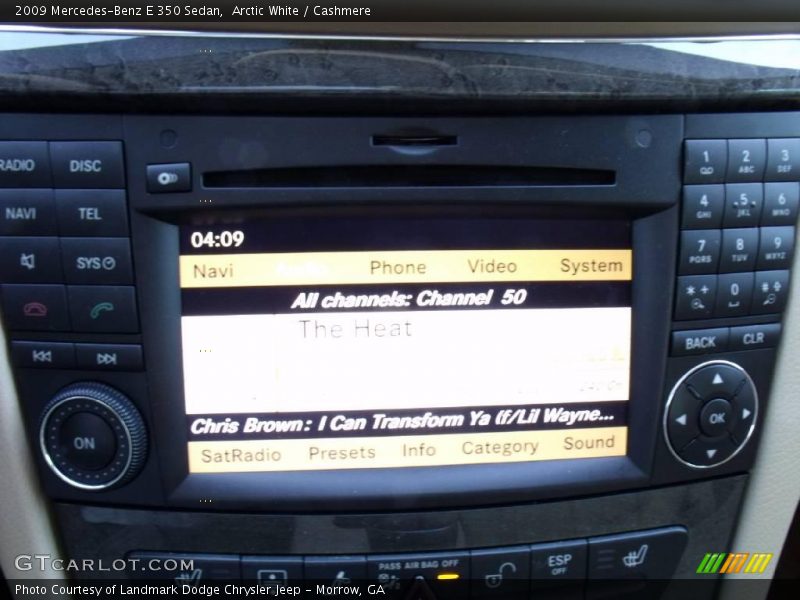 2009 Mercedes-Benz E 350 Sedan, Arctic White / Cashmere
RADIO DISC
NAVI TEL
SYS
ON
04:09
Navi Phone Video System
All channels: Channel 50
The Heat
Chris Brown: I Can Transform Ya (f/Lil Wayne...
SatRadio Presets Info Category Sound
1 2 ABC 3 DEF
4 GHI 5 JKL 6 MNO
7 PQRS 8 TUV 9 WXYZ
* + 0 #
BACK CLR
OK
PASS AIR BAG OFF
ESP OFF
GTCARLOT.COM
Photo Courtesy of Landmark Dodge Chrysler Jeep - Morrow, GA